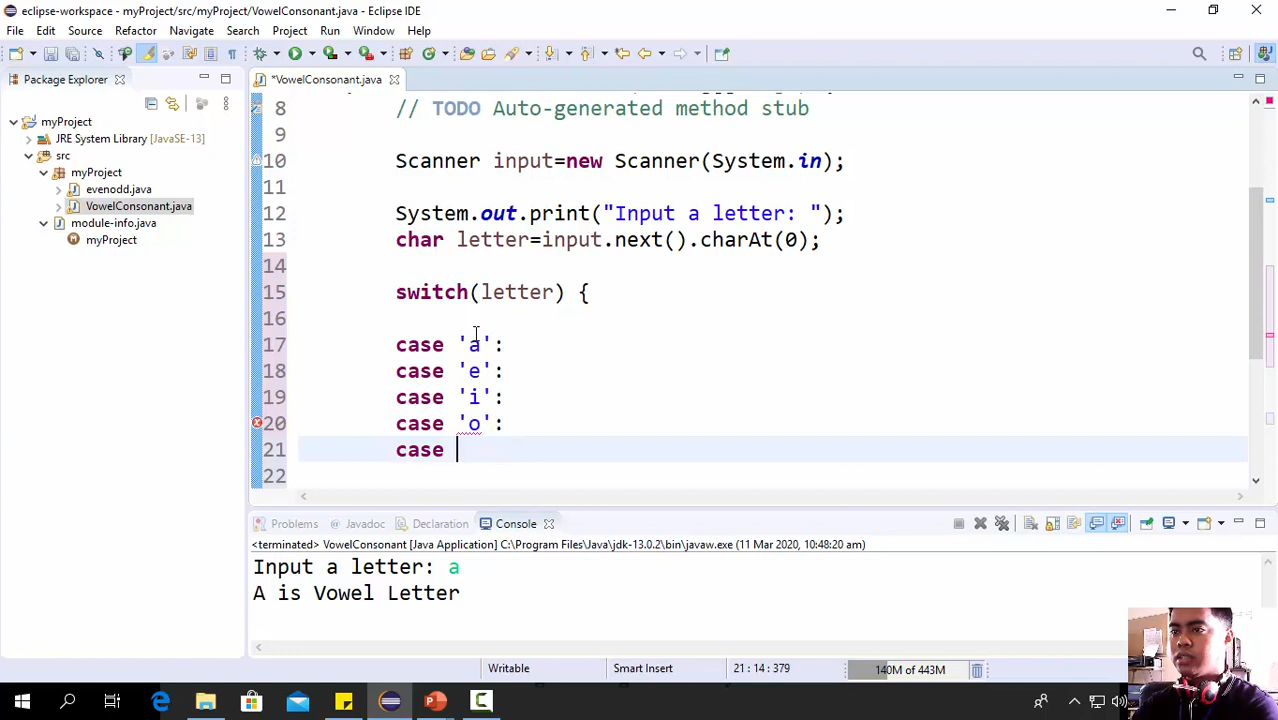 eclipse-workspace - myProject/src/myProject/VowelConsonant.java - Eclipse IDE
File Edit Source Refactor Navigate Search Project Run Window Help
Package Explorer
*VowelConsonant.java
myProject
JRE System Library [JavaSE-13]
src
myProject
evenodd.java
VowelConsonant.java
module-info.java
myProject
8 // TODO Auto-generated method stub
9
10 Scanner input=new Scanner(System.in);
11
12 System.out.print("Input a letter: ");
13 char letter=input.next().charAt(0);
14
15 switch(letter) {
16
17 case 'a':
18 case 'e':
19 case 'i':
20 case 'o':
21 case
22
Problems @ Javadoc Declaration Console
<terminated> VowelConsonant [Java Application] C:\Program Files\Java\jdk-13.0.2\bin\javaw.exe (11 Mar 2020, 10:48:20 am)
Input a letter: a
A is Vowel Letter
Writable Smart Insert 21 : 14 : 379 140M of 443M